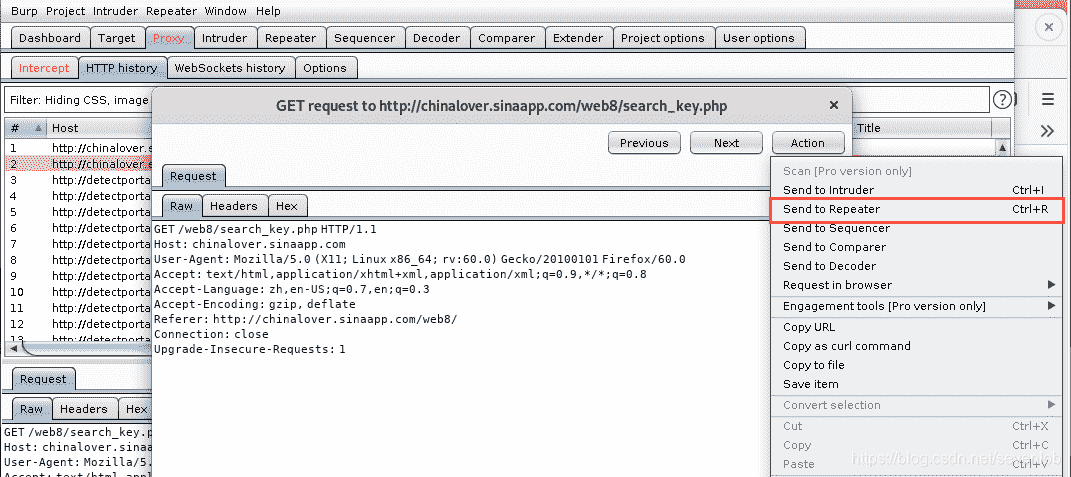 Burp Project Intruder Repeater Window Help
Dashboard Target Proxy Intruder Repeater Sequencer Decoder Comparer Extender Project options User options
Intercept HTTP history WebSockets history Options
Filter: Hiding CSS, image
?
# Host Title
GET request to http://chinalover.sinaapp.com/web8/search_key.php
Previous Next Action
1 http://chinalover.s
2 http://chinalover.s
3 http://detectporta
4 http://detectporta
5 http://detectporta
6 http://detectporta
7 http://detectporta
8 http://detectporta
9 http://detectporta
10 http://detectporta
11 http://detectporta
12 http://detectporta
13 http://detectporta
Request
Raw Headers Hex
GET /web8/search_key.php HTTP/1.1
Host: chinalover.sinaapp.com
User-Agent: Mozilla/5.0 (X11; Linux x86_64; rv:60.0) Gecko/20100101 Firefox/60.0
Accept: text/html,application/xhtml+xml,application/xml;q=0.9,*/*;q=0.8
Accept-Language: zh,en-US;q=0.7,en;q=0.3
Accept-Encoding: gzip, deflate
Referer: http://chinalover.sinaapp.com/web8/
Connection: close
Upgrade-Insecure-Requests: 1
Scan [Pro version only]
Send to Intruder Ctrl+I
Send to Repeater Ctrl+R
Send to Sequencer
Send to Comparer
Send to Decoder
Request in browser
Engagement tools [Pro version only]
Copy URL
Copy as curl command
Copy to file
Save item
Convert selection
Cut Ctrl+X
Copy Ctrl+C
Paste Ctrl+V
Request
Raw Headers Hex
GET /web8/search_key.p
Host: chinalover.sinaa
User-Agent: Mozilla/5.
Accept: text/html,appl